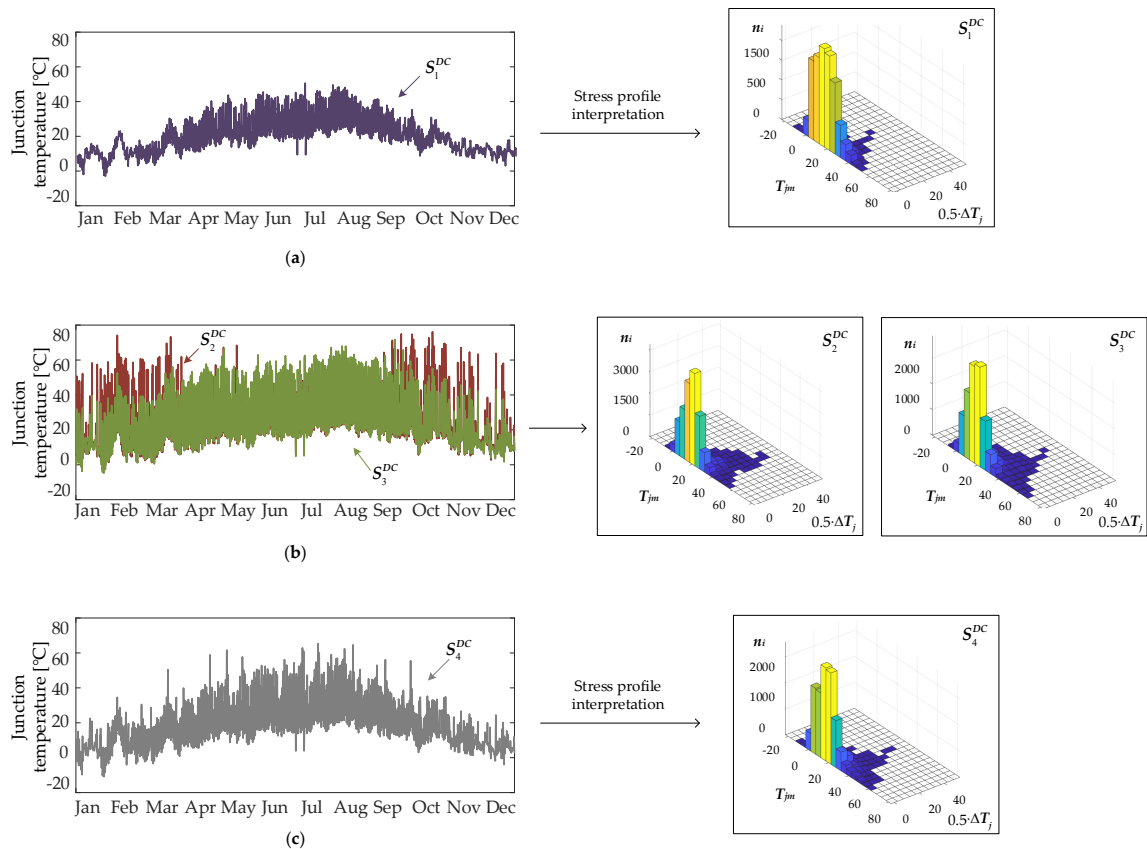 Junction
temperature [℃]
80
60
40
20
0
-20
Jan Feb Mar Apr May Jun Jul Aug Sep Oct Nov Dec
S₁ᴰᶜ
(a)
Stress profile
interpretation
nᵢ
S₁ᴰᶜ
1500
500
0
-20
0
20
40
60
80
Tⱼₘ
0
20
40
0.5·ΔTⱼ
Junction
temperature [℃]
80
60
40
20
0
-20
Jan Feb Mar Apr May Jun Jul Aug Sep Oct Nov Dec
S₂ᴰᶜ
S₃ᴰᶜ
(b)
nᵢ
S₂ᴰᶜ
3000
1500
0
-20
0
20
40
60
80
Tⱼₘ
0
40
0.5·ΔTⱼ
nᵢ
S₃ᴰᶜ
2000
1000
0
-20
0
20
40
60
80
Tⱼₘ
0
20
40
0.5·ΔTⱼ
Junction
temperature [℃]
80
60
40
20
0
-20
Jan Feb Mar Apr May Jun Jul Aug Sep Oct Nov Dec
S₄ᴰᶜ
(c)
Stress profile
interpretation
nᵢ
S₄ᴰᶜ
2000
1000
0
-20
0
20
40
60
80
Tⱼₘ
0
20
40
0.5·ΔTⱼ